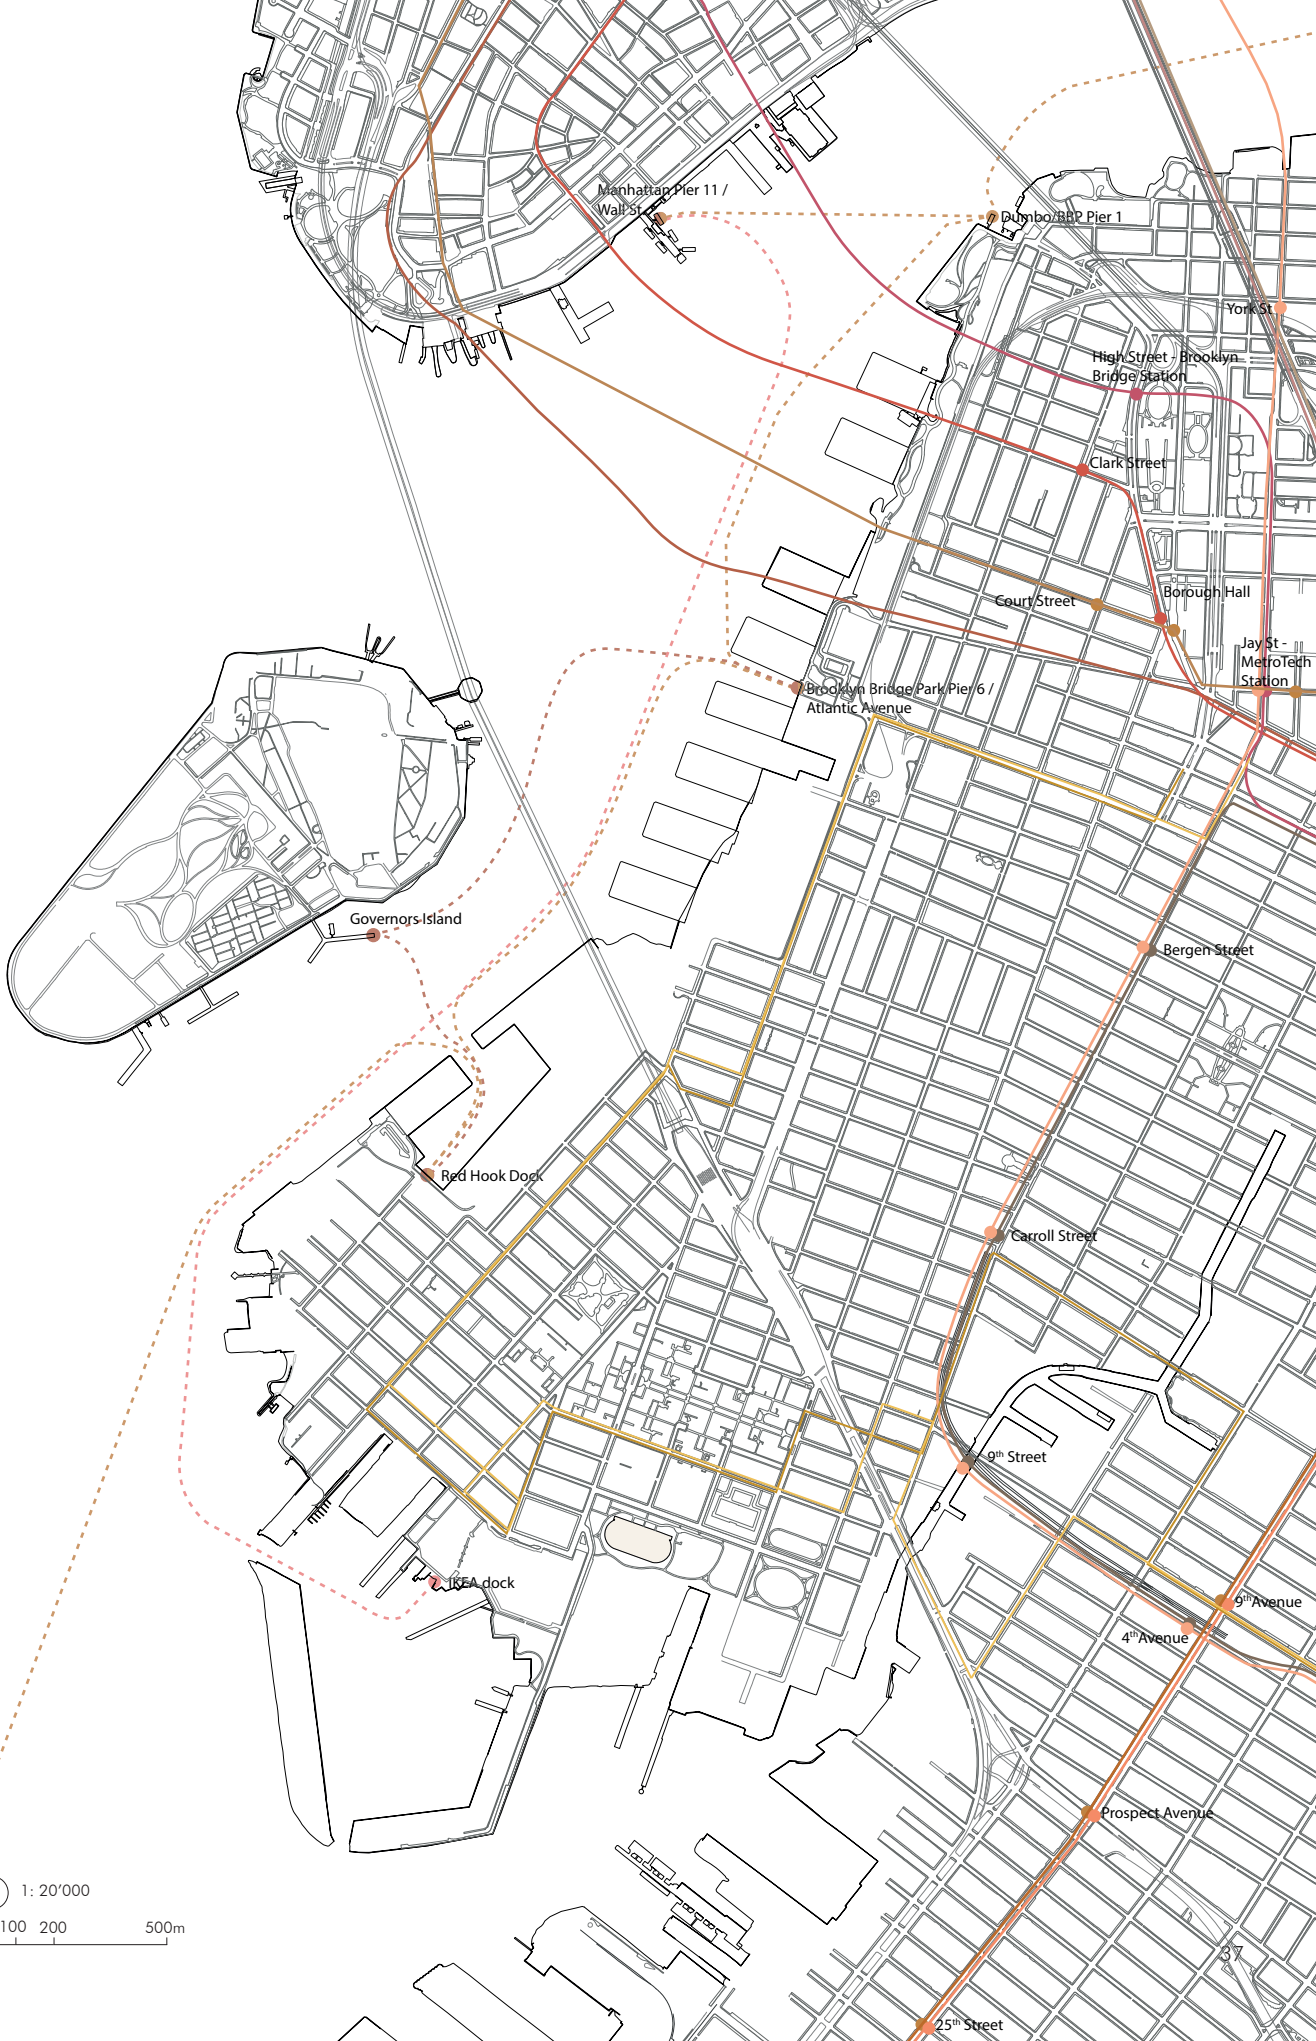 Manhattan Pier 11 /
Wall St.
Dumbo/BBP Pier 1
York St
High Street - Brooklyn
Bridge Station
Clark Street
Court Street
Borough Hall
Jay St -
MetroTech
Station
Brooklyn Bridge Park Pier 6 /
Atlantic Avenue
Governors Island
Bergen Street
Red Hook Dock
Carroll Street
9th Street
IKEA dock
9th Avenue
4th Avenue
Prospect Avenue
1: 20'000
100 200 500m
37
25th Street